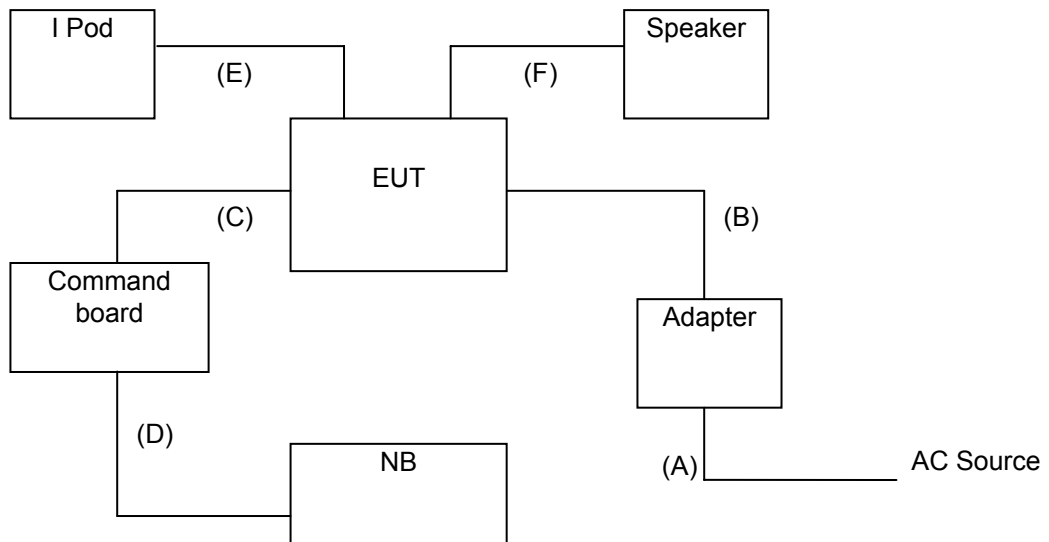 I Pod
Speaker
(E)
(F)
EUT
(C)
(B)
Command
board
Adapter
(D)
NB
(A)
AC Source